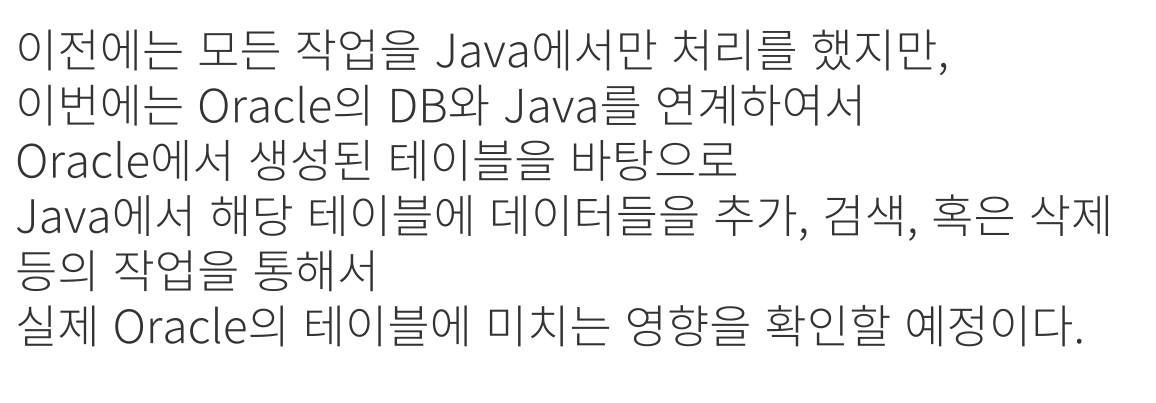 이전에는 모든 작업을 Java에서만 처리를 했지만,
이번에는 Oracle의 DB와 Java를 연계하여서
Oracle에서 생성된 테이블을 바탕으로
Java에서 해당 테이블에 데이터들을 추가, 검색, 혹은 삭제
등의 작업을 통해서
실제 Oracle의 테이블에 미치는 영향을 확인할 예정이다.